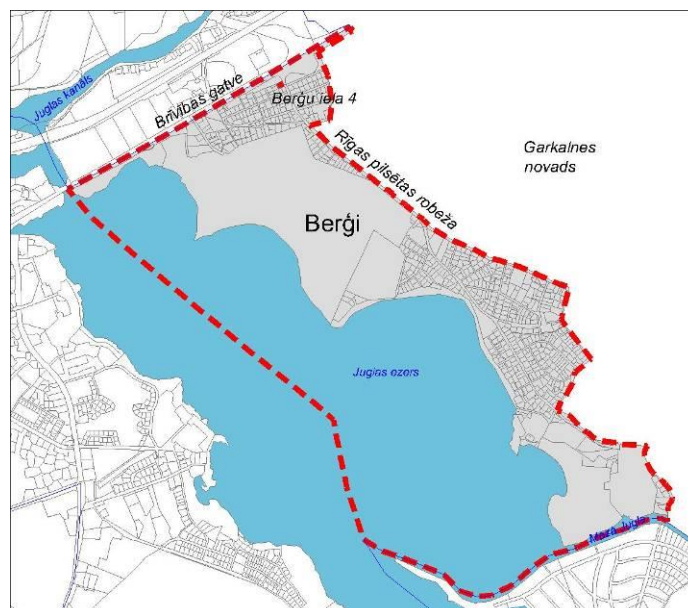 Juglas kanāls
Brīvības gatve
Berģu iela 4
Rīgas pilsētas robeža
Garkalnes
novads
Berģi
Juglas ezers
Mazā Jugla